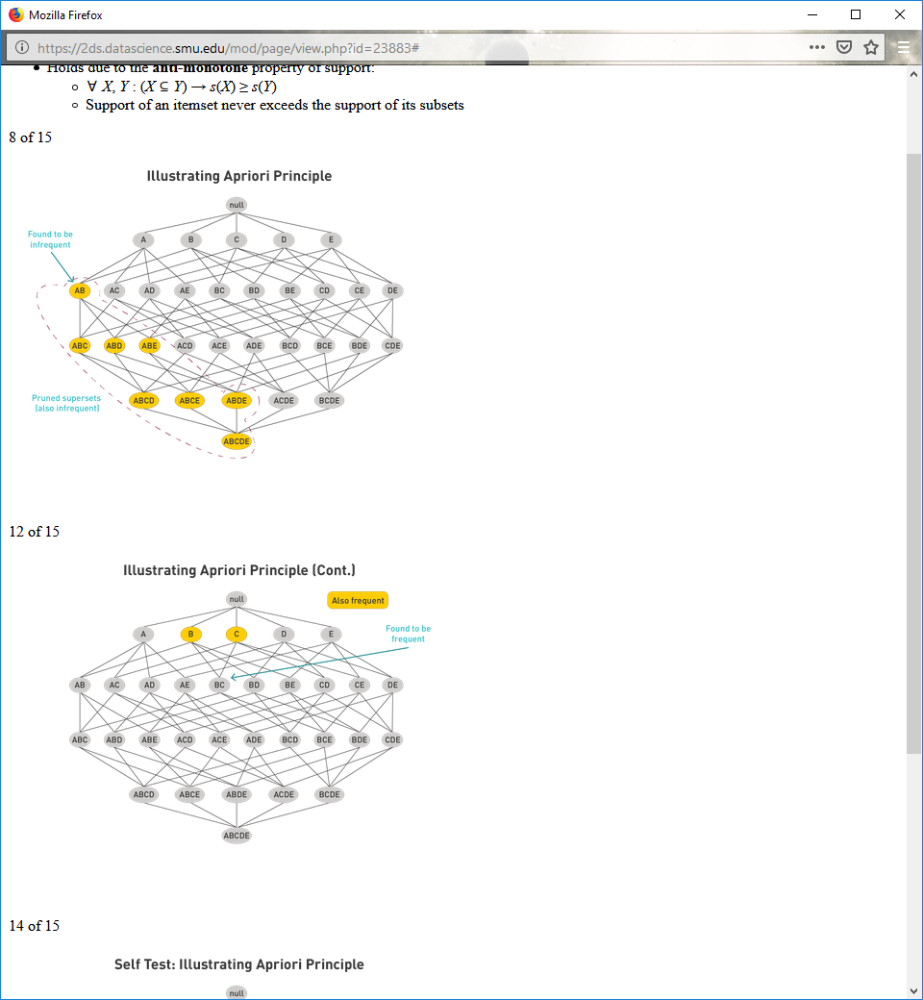 Mozilla Firefox
https://2ds.datascience.smu.edu/mod/page/view.php?id=23883#
• Holds due to the anti-monotone property of support:
∀ X, Y : (X ⊆ Y) → s(X) ≥ s(Y)
Support of an itemset never exceeds the support of its subsets
8 of 15
Illustrating Apriori Principle
null
Found to be
infrequent
A B C D E
AB AC AD AE BC BD BE CD CE DE
ABC ABD ABE ACD ACE ADE BCD BCE BDE CDE
Pruned supersets
(also infrequent)
ABCD ABCE ABDE ACDE BCDE
ABCDE
12 of 15
Illustrating Apriori Principle (Cont.)
null
Also frequent
Found to be
frequent
A B C D E
AB AC AD AE BC BD BE CD CE DE
ABC ABD ABE ACD ACE ADE BCD BCE BDE CDE
ABCD ABCE ABDE ACDE BCDE
ABCDE
14 of 15
Self Test: Illustrating Apriori Principle
null